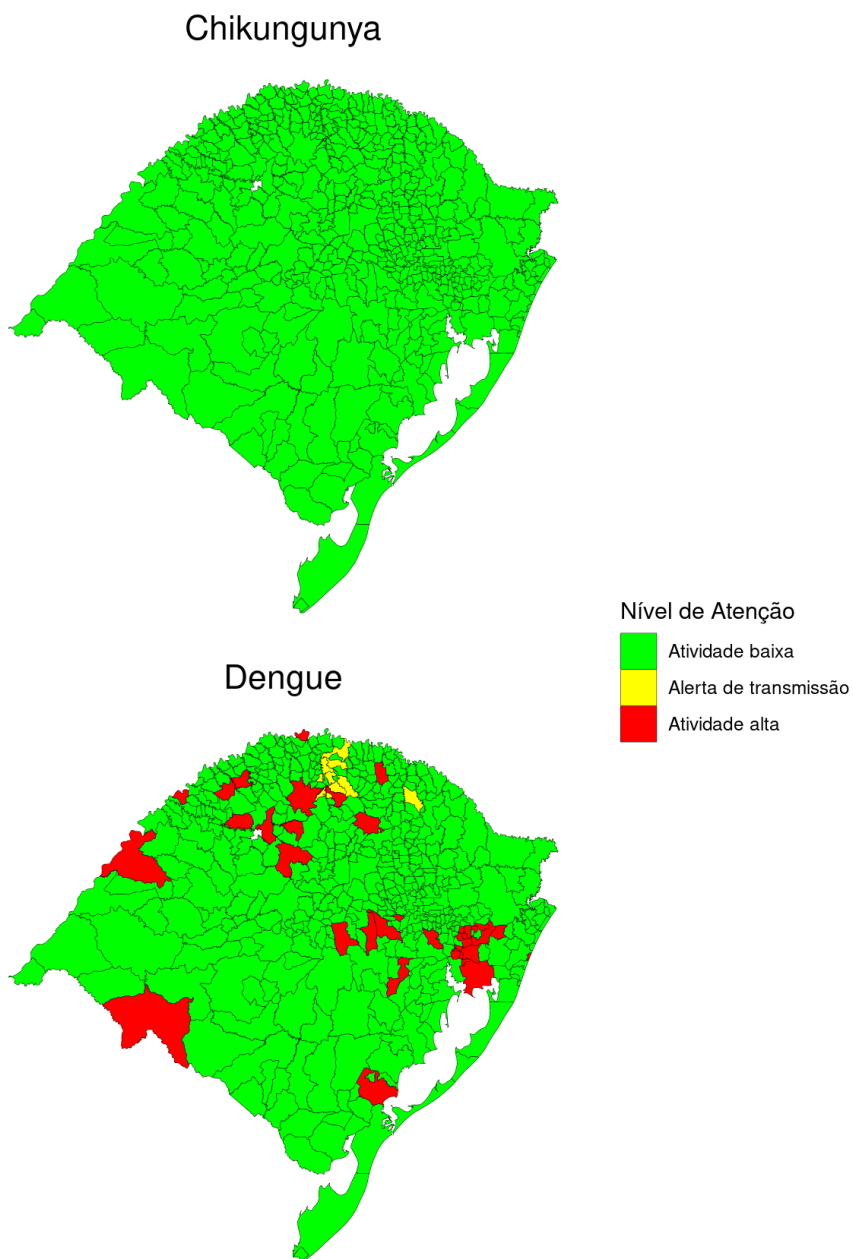 Chikungunya
Nível de Atenção
Atividade baixa
Dengue
Alerta de transmissão
Atividade alta